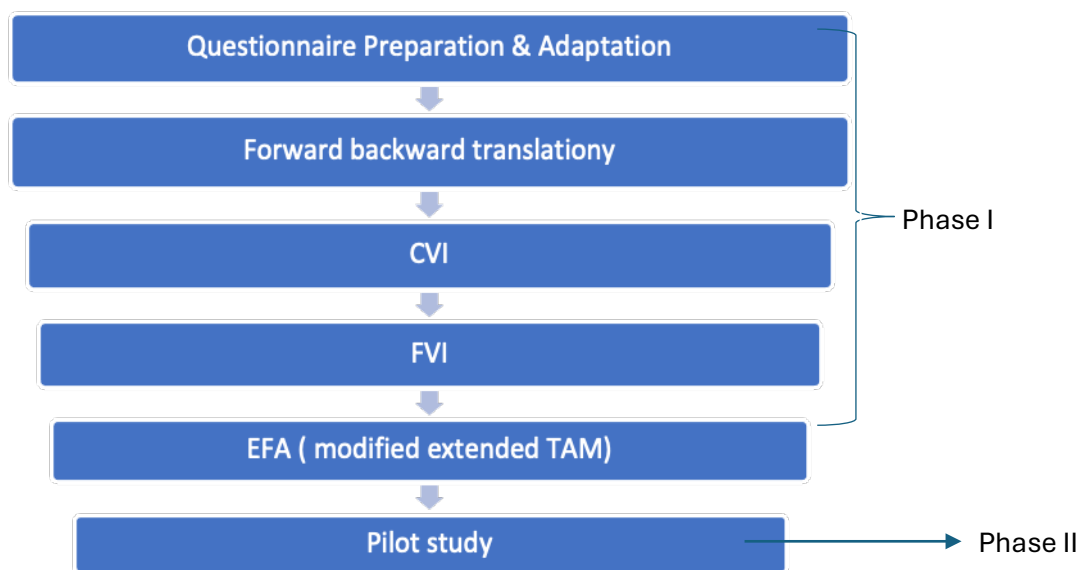 Questionnaire Preparation & Adaptation
Forward backward translationy
CVI
Phase I
FVI
EFA ( modified extended TAM)
Pilot study
Phase II